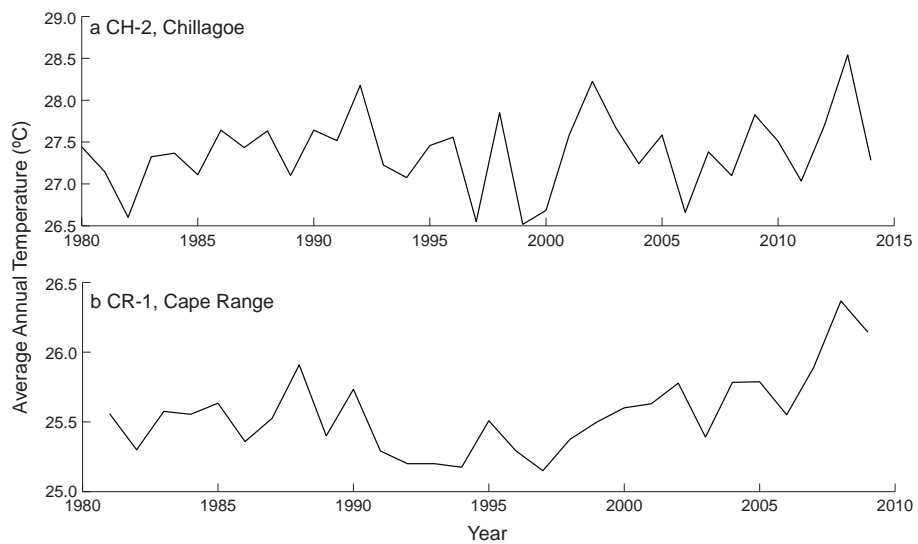 29.0
a CH-2, Chillagoe
28.5
28.0
27.5
27.0
26.5
1980 1985 1990 1995 2000 2005 2010 2015
Average Annual Temperature (ºC)
26.5
b CR-1, Cape Range
26.0
25.5
25.0
1980 1985 1990 1995 2000 2005 2010
Year